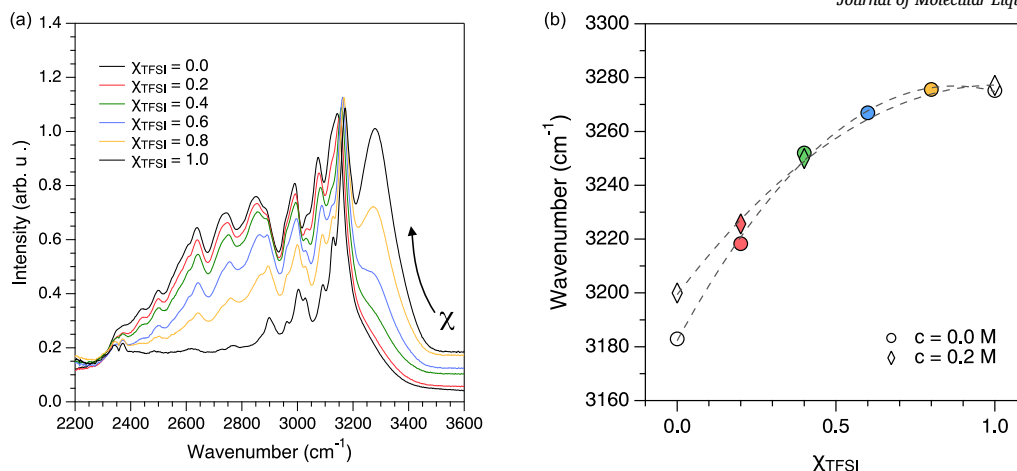 Journal of Molecular Liqu
(a)
1.4
1.2
1.0
0.8
0.6
0.4
0.2
0.0
Intensity (arb. u .)
χTFSI = 0.0
χTFSI = 0.2
χTFSI = 0.4
χTFSI = 0.6
χTFSI = 0.8
χTFSI = 1.0
χ
2200 2400 2600 2800 3000 3200 3400 3600
Wavenumber (cm⁻¹)
(b)
3300
3280
3260
3240
3220
3200
3180
3160
Wavenumber (cm⁻¹)
c = 0.0 M
c = 0.2 M
0.0 0.5 1.0
χTFSI